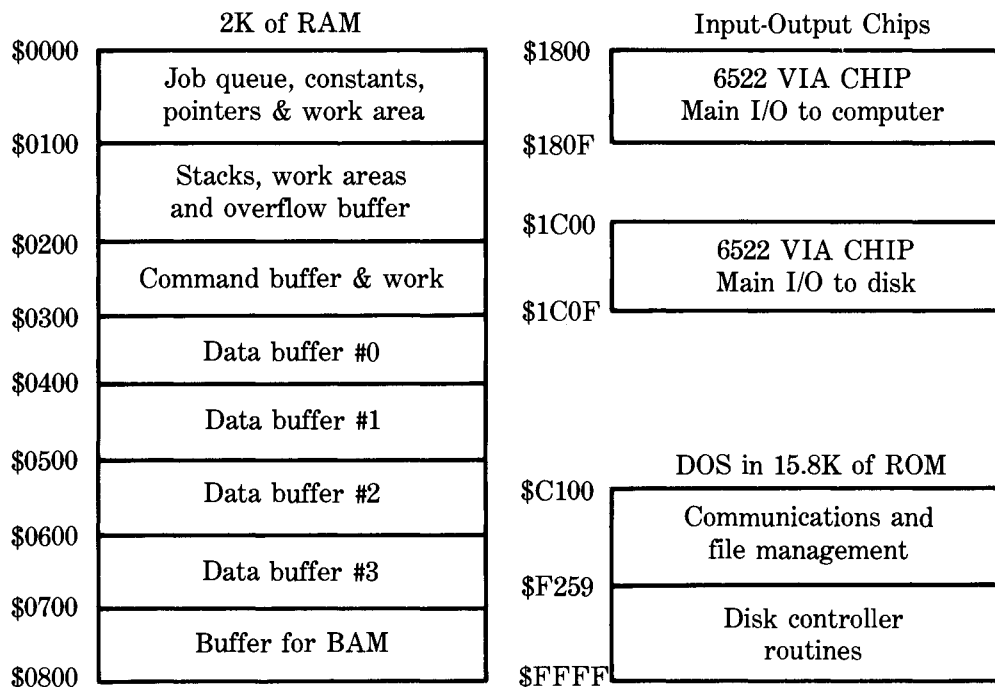 2K of RAM
$0000
Job queue, constants,
pointers & work area
$0100
Stacks, work areas
and overflow buffer
$0200
Command buffer & work
$0300
Data buffer #0
$0400
Data buffer #1
$0500
Data buffer #2
$0600
Data buffer #3
$0700
Buffer for BAM
$0800
Input-Output Chips
$1800
6522 VIA CHIP
Main I/O to computer
$180F
$1C00
6522 VIA CHIP
Main I/O to disk
$1C0F
DOS in 15.8K of ROM
$C100
Communications and
file management
$F259
Disk controller
routines
$FFFF